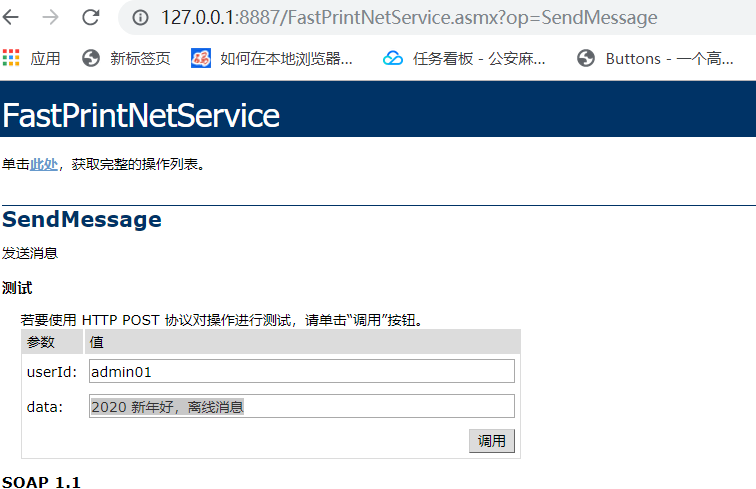 127.0.0.1:8887/FastPrintNetService.asmx?op=SendMessage
应用 新标签页 如何在本地浏览器... 任务看板 - 公安麻... Buttons - 一个高...
FastPrintNetService
单击此处，获取完整的操作列表。
SendMessage
发送消息
测试
若要使用 HTTP POST 协议对操作进行测试，请单击“调用”按钮。
参数 值
userId: admin01
data: 2020 新年好，离线消息
调用
SOAP 1.1